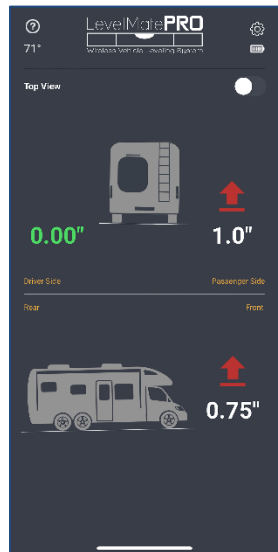 LevelMatePRO
Wireless Vehicle Leveling System
71°
Top View
0.00"
1.0"
Driver Side
Passenger Side
Rear
Front
0.75"